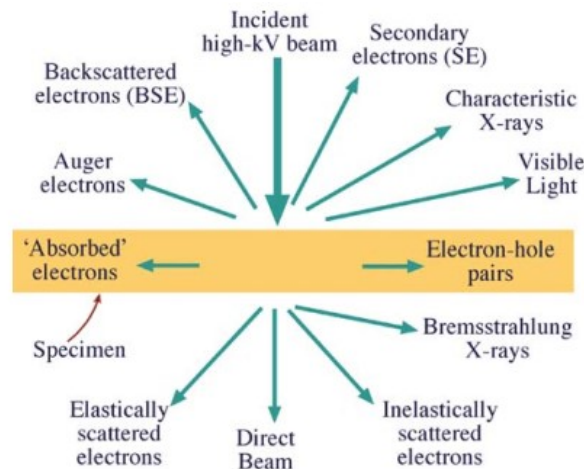 Incident
high-kV beam
Secondary
electrons (SE)
Backscattered
electrons (BSE)
Characteristic
X-rays
Auger
electrons
Visible
Light
'Absorbed'
electrons
Electron-hole
pairs
Specimen
Bremsstrahlung
X-rays
Elastically
scattered
electrons
Direct
Beam
Inelastically
scattered
electrons